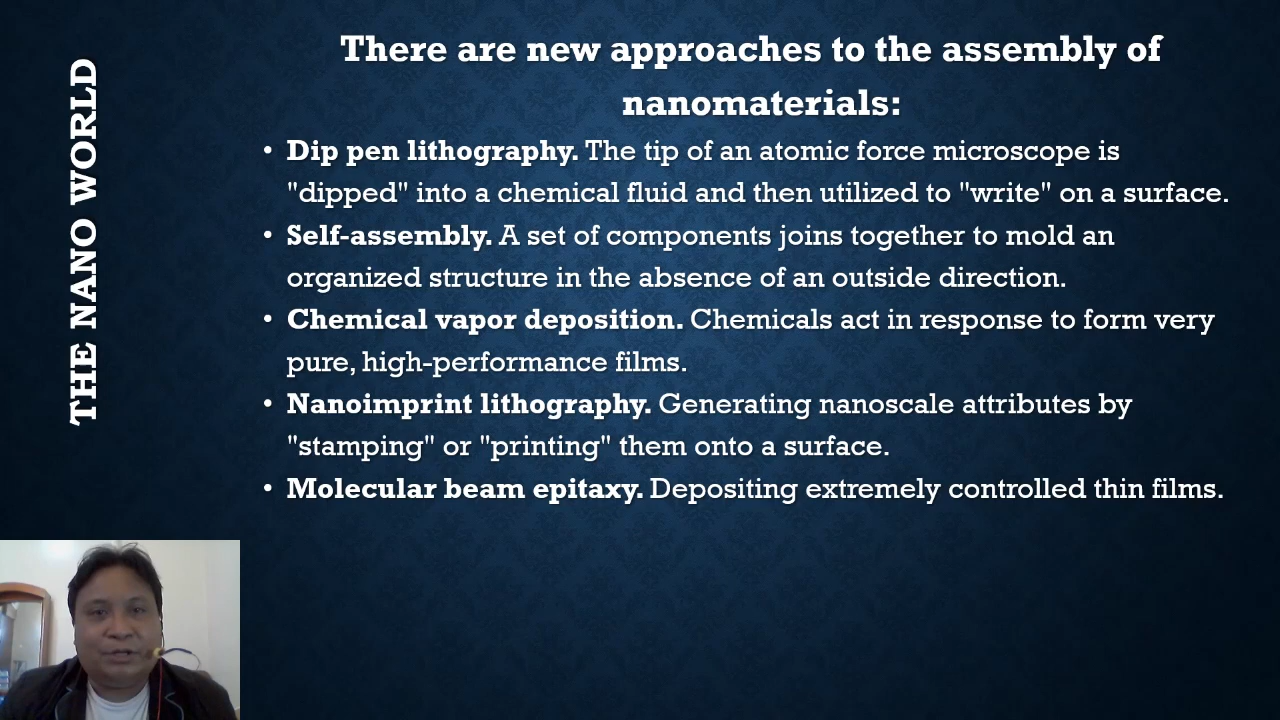 THE NANO WORLD
There are new approaches to the assembly of
nanomaterials:
• Dip pen lithography. The tip of an atomic force microscope is
"dipped" into a chemical fluid and then utilized to "write" on a surface.
• Self-assembly. A set of components joins together to mold an
organized structure in the absence of an outside direction.
• Chemical vapor deposition. Chemicals act in response to form very
pure, high-performance films.
• Nanoimprint lithography. Generating nanoscale attributes by
"stamping" or "printing" them onto a surface.
• Molecular beam epitaxy. Depositing extremely controlled thin films.